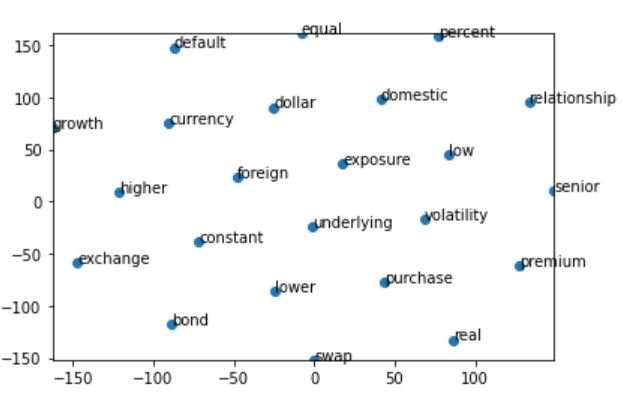 equal
percent
150
default
100
relationship
domestic
dollar
currency
growth
50
low
exposure
foreign
senior
higher
0
volatility
underlying
constant
−50
exchange
premium
purchase
lower
−100
bond
real
−150
swap
−150 −100 −50 0 50 100